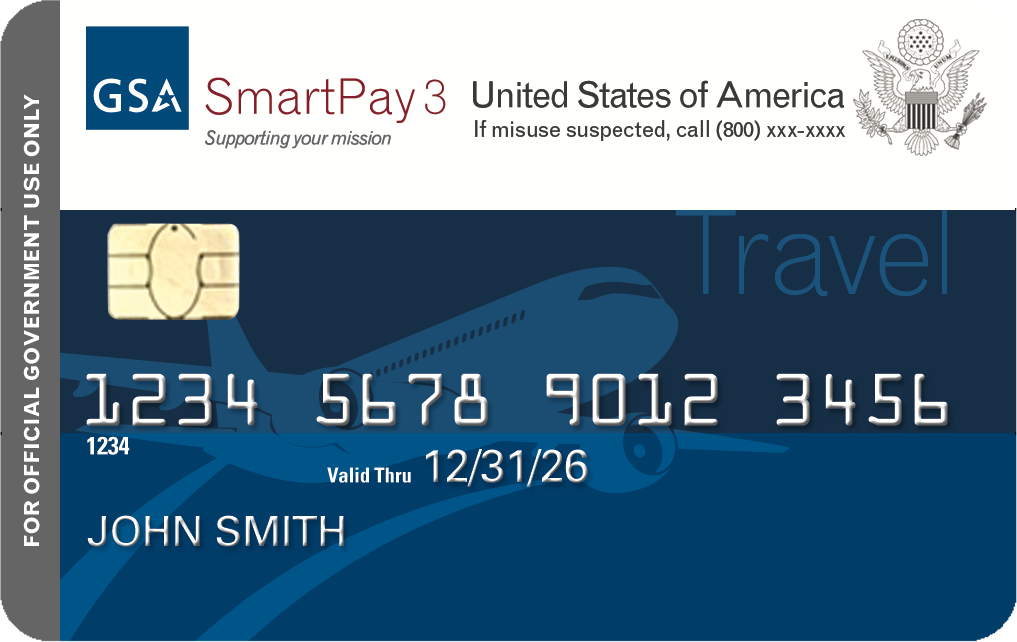 FOR OFFICIAL GOVERNMENT USE ONLY
GSA
SmartPay 3
Supporting your mission
United States of America
If misuse suspected, call (800) xxx-xxxx
Travel
1234 5678 9012 3456
1234
Valid Thru 12/31/26
JOHN SMITH